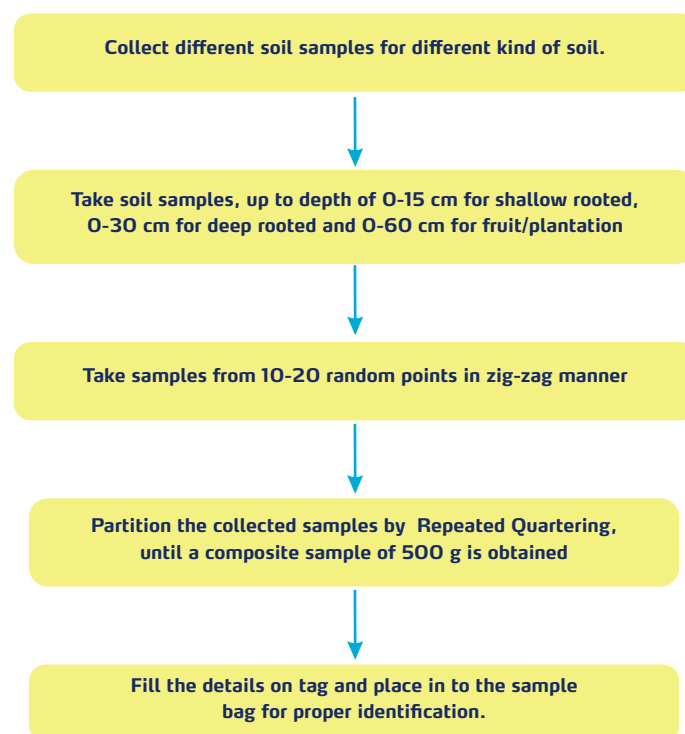 Collect different soil samples for different kind of soil.
Take soil samples, up to depth of 0-15 cm for shallow rooted,
0-30 cm for deep rooted and 0-60 cm for fruit/plantation
Take samples from 10-20 random points in zig-zag manner
Partition the collected samples by Repeated Quartering,
until a composite sample of 500 g is obtained
Fill the details on tag and place in to the sample
bag for proper identification.